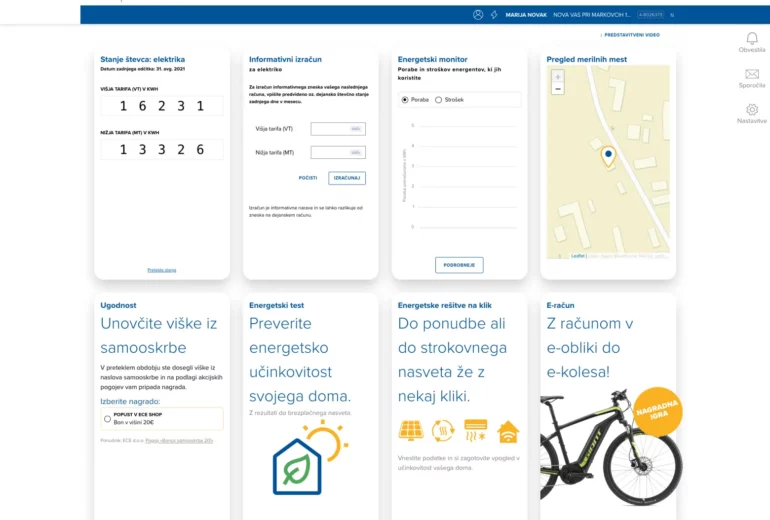 MARIJA NOVAK NOVA VAS PRI MARKOVCIH 1...
PREDSTAVITVENI VIDEO
Obvestila
Sporočila
Nastavitve
Stanje števca: elektrika
Datum zadnjega odčitka: 31. avg. 2021
VIŠJA TARIFA (VT) V KWH
1 6 2 3 1
NIŽJA TARIFA (MT) V KWH
1 3 3 2 6
Pretekla stanja
Informativni izračun
za elektriko
Za izračun informativnega zneska vašega naslednjega
računa, vpišite predvideno oz. dejansko številčno stanje
zadnjega dne v mesecu.
Višja tarifa (VT)
Nižja tarifa (MT)
POČISTI IZRAČUNAJ
Izračun je informativne narave in se lahko razlikuje od
zneska na dejanskem računu.
Energetski monitor
Poraba in stroškov energentov, ki jih
koristite
Poraba Strošek
5
4
3
2
1
0
PODROBNEJE
Pregled merilnih mest
+
−
Leaflet |
Ugodnost
Unovčite viške iz
samooskrbe
V preteklem obdobju ste dosegli viške iz
naslova samooskrbe in na podlagi akcijskih
pogojev vam pripada nagrada.
Izberite nagrado:
POPUST V ECE SHOP
Bon v višini 20€
Ponudnik: ECE d.o.o. Pogoji »Bonus samooskrba 20«
Energetski test
Preverite
energetsko
učinkovitost
svojega doma.
Z rezultati do brezplačnega nasveta.
Energetske rešitve na klik
Do ponudbe ali
do strokovnega
nasveta že z
nekaj kliki.
Vnesite podatke in si zagotovite vpogled v
učinkovitost vašega doma.
E-račun
Z računom v
e-obliki do
e-kolesa!
NAGRADNA
IGRA
GIANT